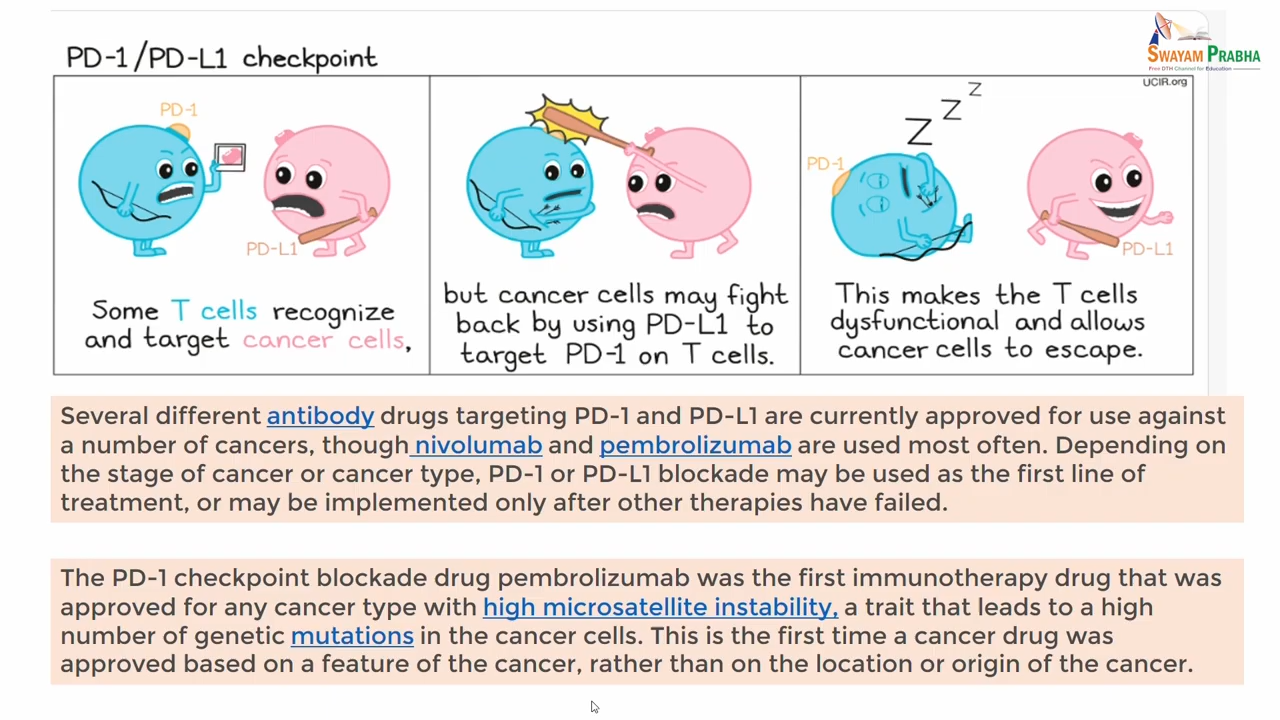 SWAYAM PRABHA
Free DTH Channel for Education
PD-1/PD-L1 checkpoint
UCIR.org
PD-1
PD-L1
Some T cells recognize
and target cancer cells,
but cancer cells may fight
back by using PD-L1 to
target PD-1 on T cells.
Z Z Z
PD-1
PD-L1
This makes the T cells
dysfunctional and allows
cancer cells to escape.
Several different antibody drugs targeting PD-1 and PD-L1 are currently approved for use against
a number of cancers, though nivolumab and pembrolizumab are used most often. Depending on
the stage of cancer or cancer type, PD-1 or PD-L1 blockade may be used as the first line of
treatment, or may be implemented only after other therapies have failed.
The PD-1 checkpoint blockade drug pembrolizumab was the first immunotherapy drug that was
approved for any cancer type with high microsatellite instability, a trait that leads to a high
number of genetic mutations in the cancer cells. This is the first time a cancer drug was
approved based on a feature of the cancer, rather than on the location or origin of the cancer.